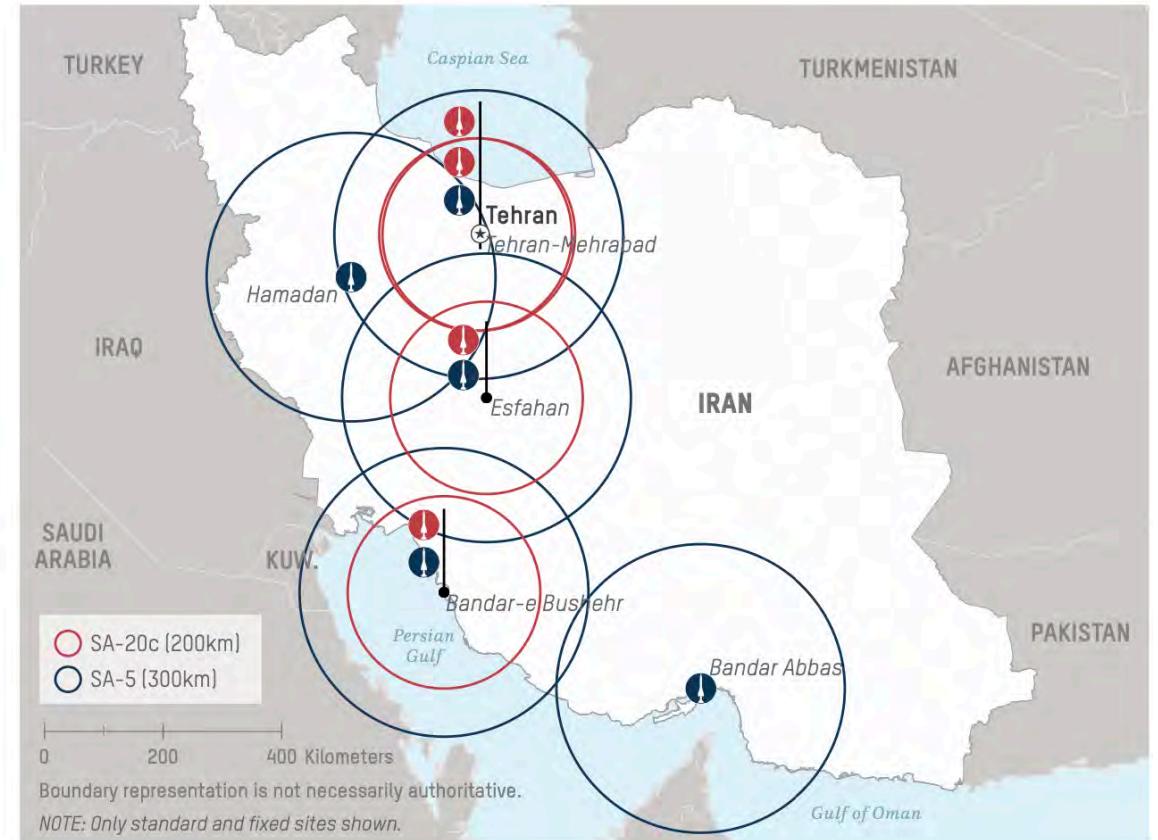 Caspian Sea
TURKEY
TURKMENISTAN
Tehran
Tehran-Mehrabad
Hamadan
IRAQ
AFGHANISTAN
IRAN
Esfahan
SAUDI
ARABIA
KUW.
Bandar-e Bushehr
Persian
Gulf
PAKISTAN
Bandar Abbas
SA-20c (200km)
SA-5 (300km)
0 200 400 Kilometers
Boundary representation is not necessarily authoritative.
NOTE: Only standard and fixed sites shown.
Gulf of Oman